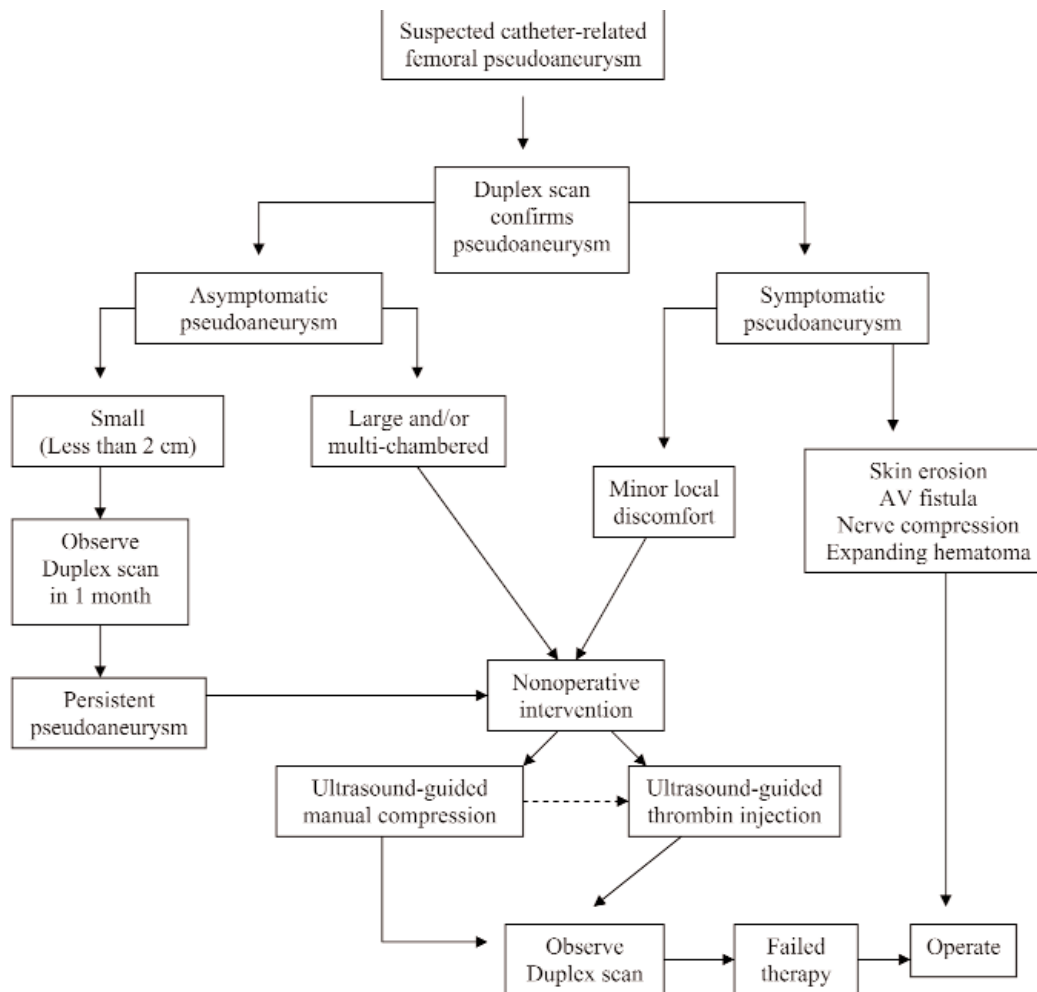 Suspected catheter-related
femoral pseudoaneurysm
Duplex scan
confirms
pseudoaneurysm
Asymptomatic
pseudoaneurysm
Symptomatic
pseudoaneurysm
Small
(Less than 2 cm)
Large and/or
multi-chambered
Minor local
discomfort
Skin erosion
AV fistula
Nerve compression
Expanding hematoma
Observe
Duplex scan
in 1 month
Persistent
pseudoaneurysm
Nonoperative
intervention
Ultrasound-guided
manual compression
Ultrasound-guided
thrombin injection
Observe
Duplex scan
Failed
therapy
Operate